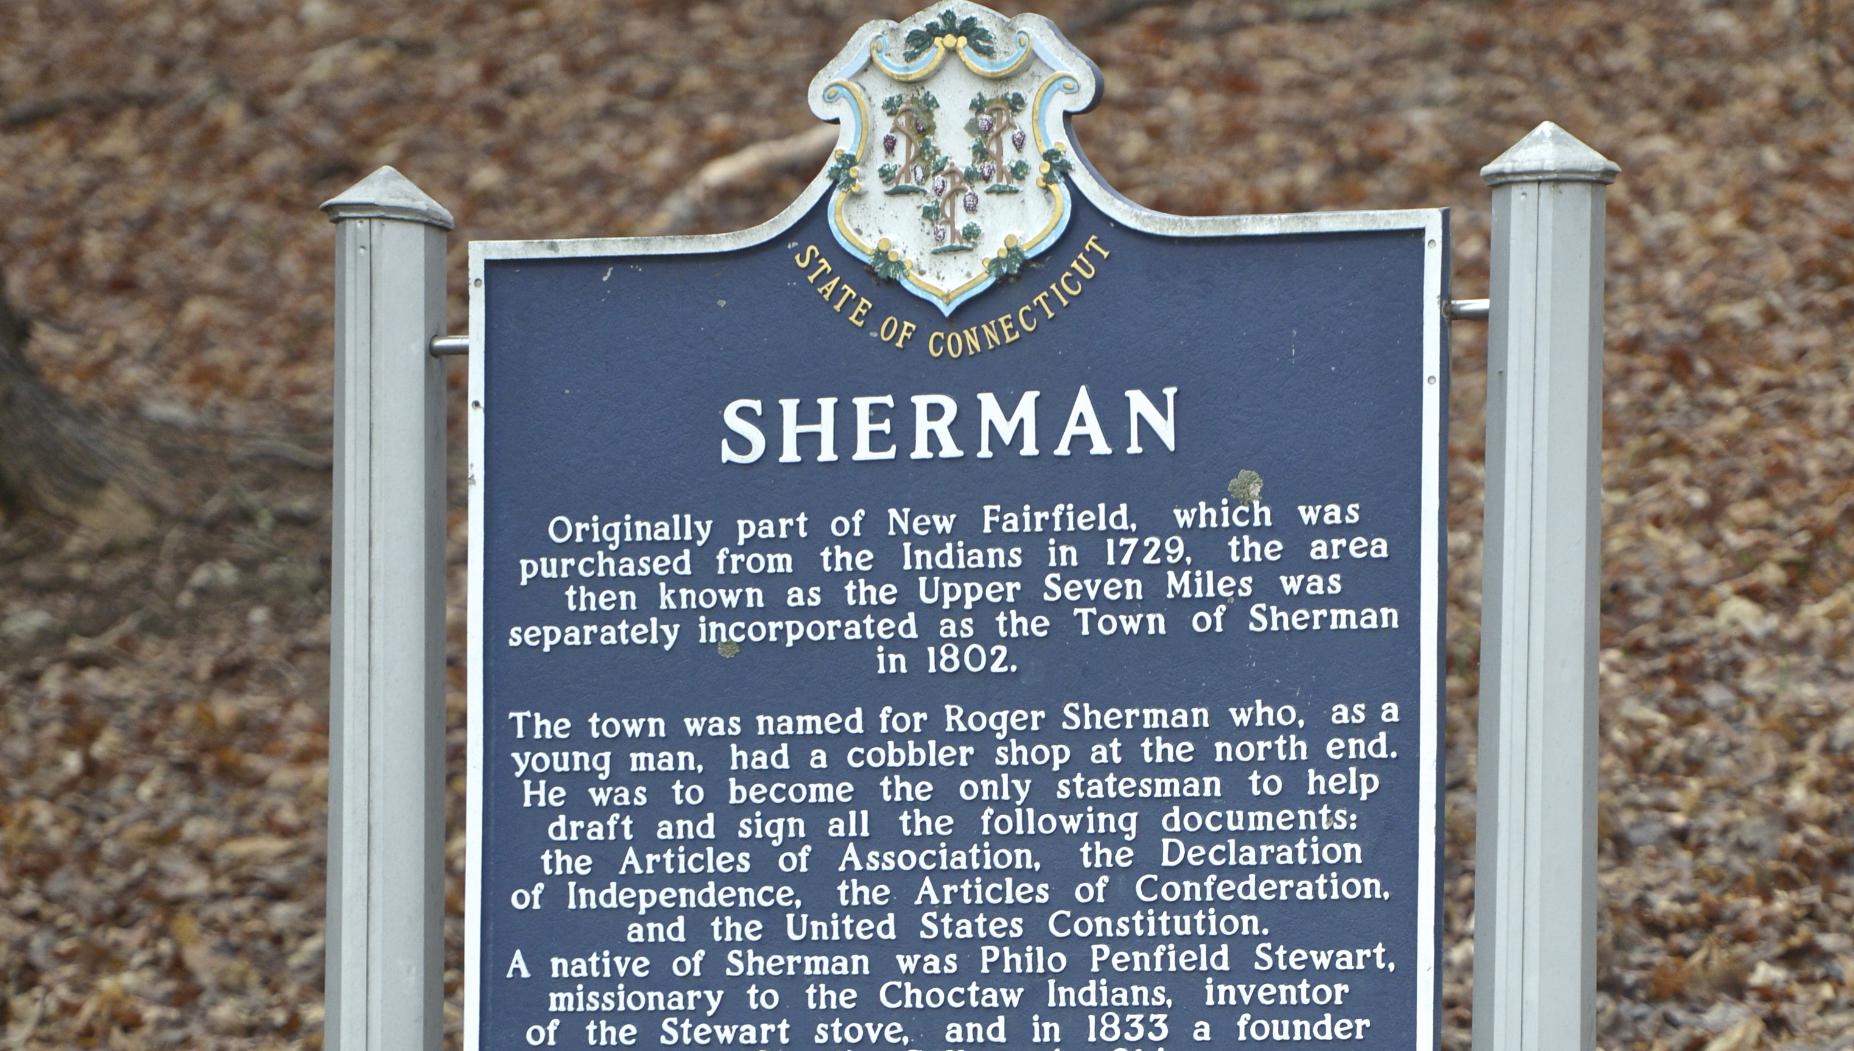 STATE OF CONNECTICUT
SHERMAN
Originally part of New Fairfield, which was
purchased from the Indians in 1729, the area
then known as the Upper Seven Miles was
separately incorporated as the Town of Sherman
in 1802.
The town was named for Roger Sherman who, as a
young man, had a cobbler shop at the north end.
He was to become the only statesman to help
draft and sign all the following documents:
the Articles of Association, the Declaration
of Independence, the Articles of Confederation,
and the United States Constitution.
A native of Sherman was Philo Penfield Stewart,
missionary to the Choctaw Indians, inventor
of the Stewart stove, and in 1833 a founder